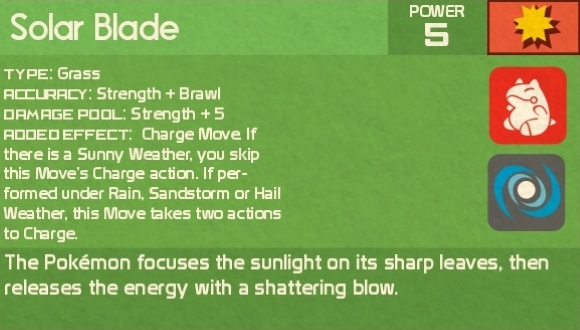 Solar Blade
POWER
5
TYPE: Grass
ACCURACY: Strength + Brawl
DAMAGE POOL: Strength + 5
ADDED EFFECT: Charge Move. If
there is a Sunny Weather, you skip
this Move's Charge action. If per-
formed under Rain, Sandstorm or Hail
Weather, this Move takes two actions
to Charge.
The Pokémon focuses the sunlight on its sharp leaves, then
releases the energy with a shattering blow.